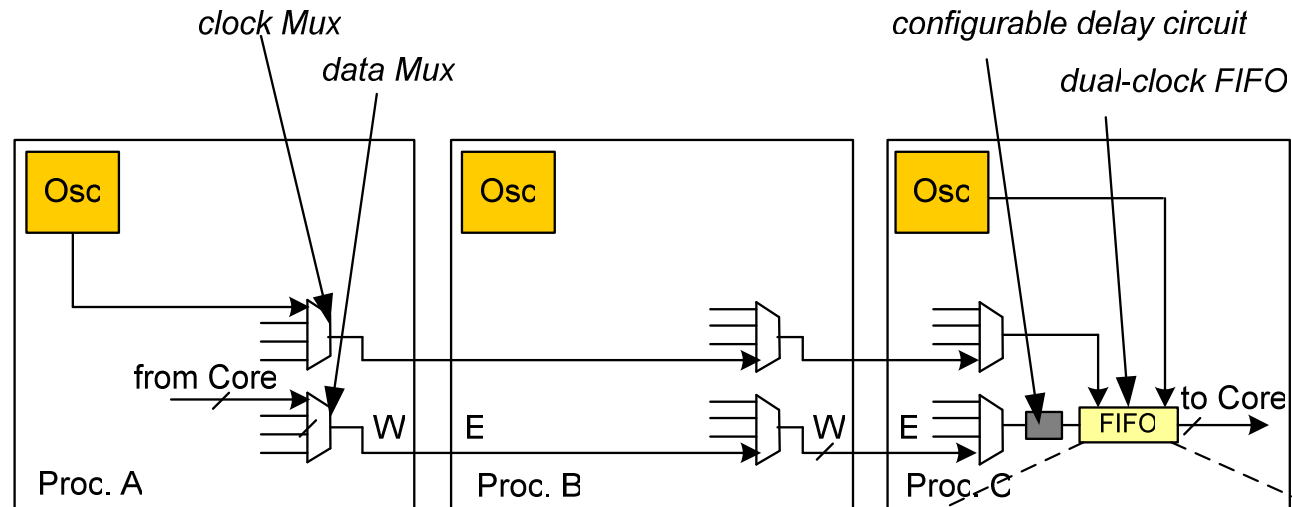 clock Mux
configurable delay circuit
data Mux
dual-clock FIFO
Osc
Osc
Osc
from Core
to Core
FIFO
W
E
W
E
Proc. A
Proc. B
Proc. C